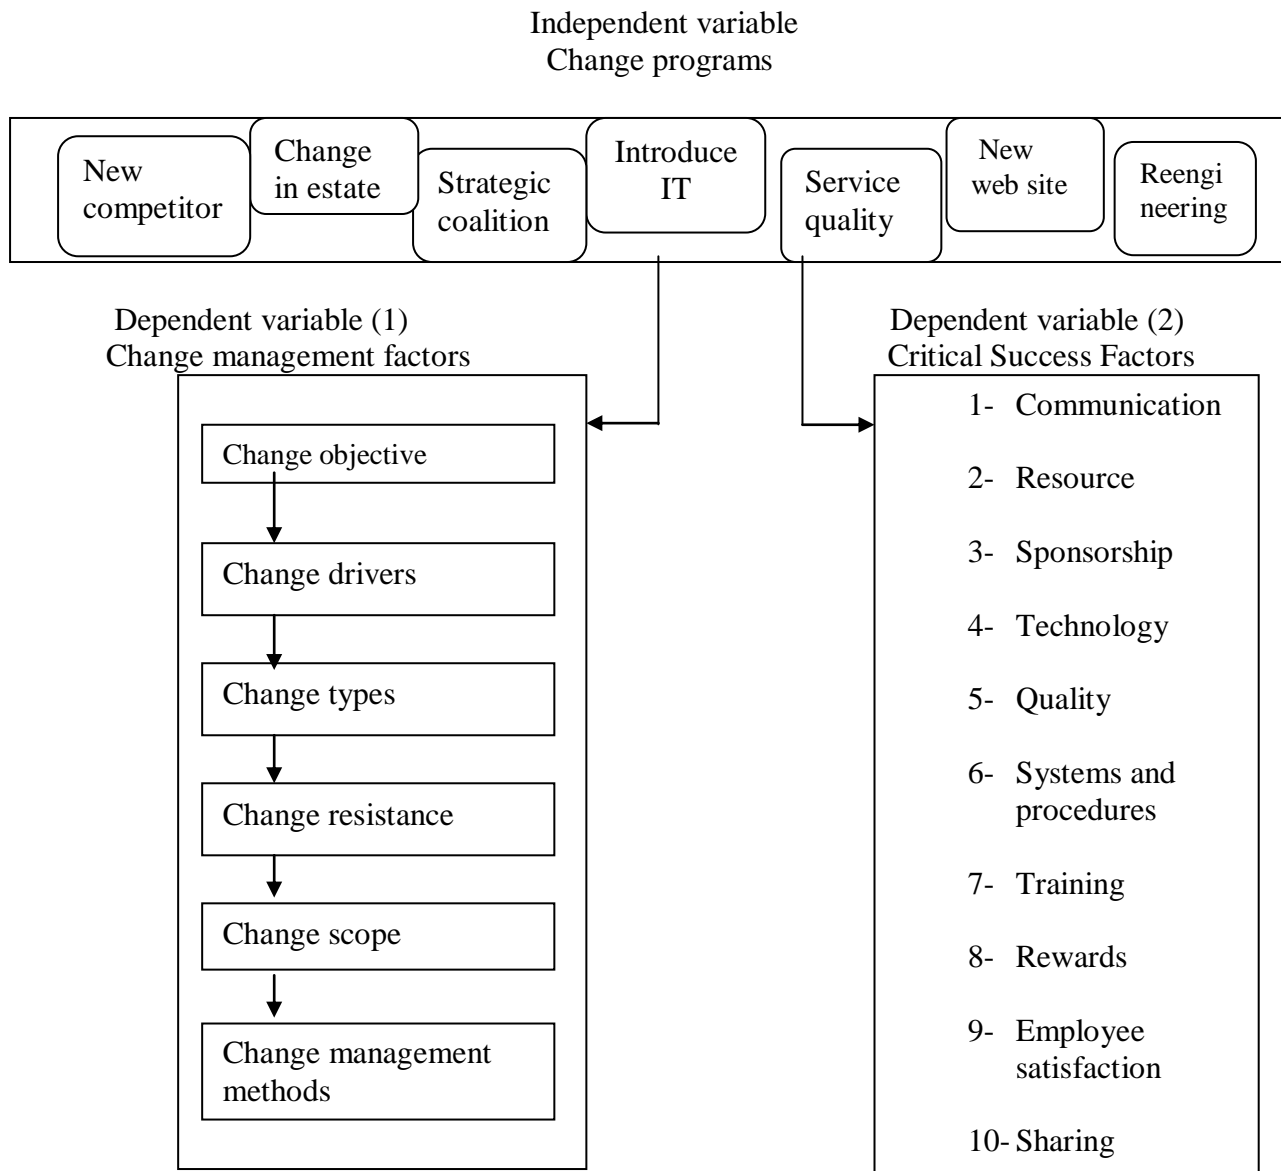 Independent variable
Change programs
New
competitor
Change
in estate
Strategic
coalition
Introduce
IT
Service
quality
New
web site
Reengi
neering
Dependent variable (1)
Change management factors
Change objective
Change drivers
Change types
Change resistance
Change scope
Change management
methods
Dependent variable (2)
Critical Success Factors
1- Communication
2- Resource
3- Sponsorship
4- Technology
5- Quality
6- Systems and
procedures
7- Training
8- Rewards
9- Employee
satisfaction
10- Sharing